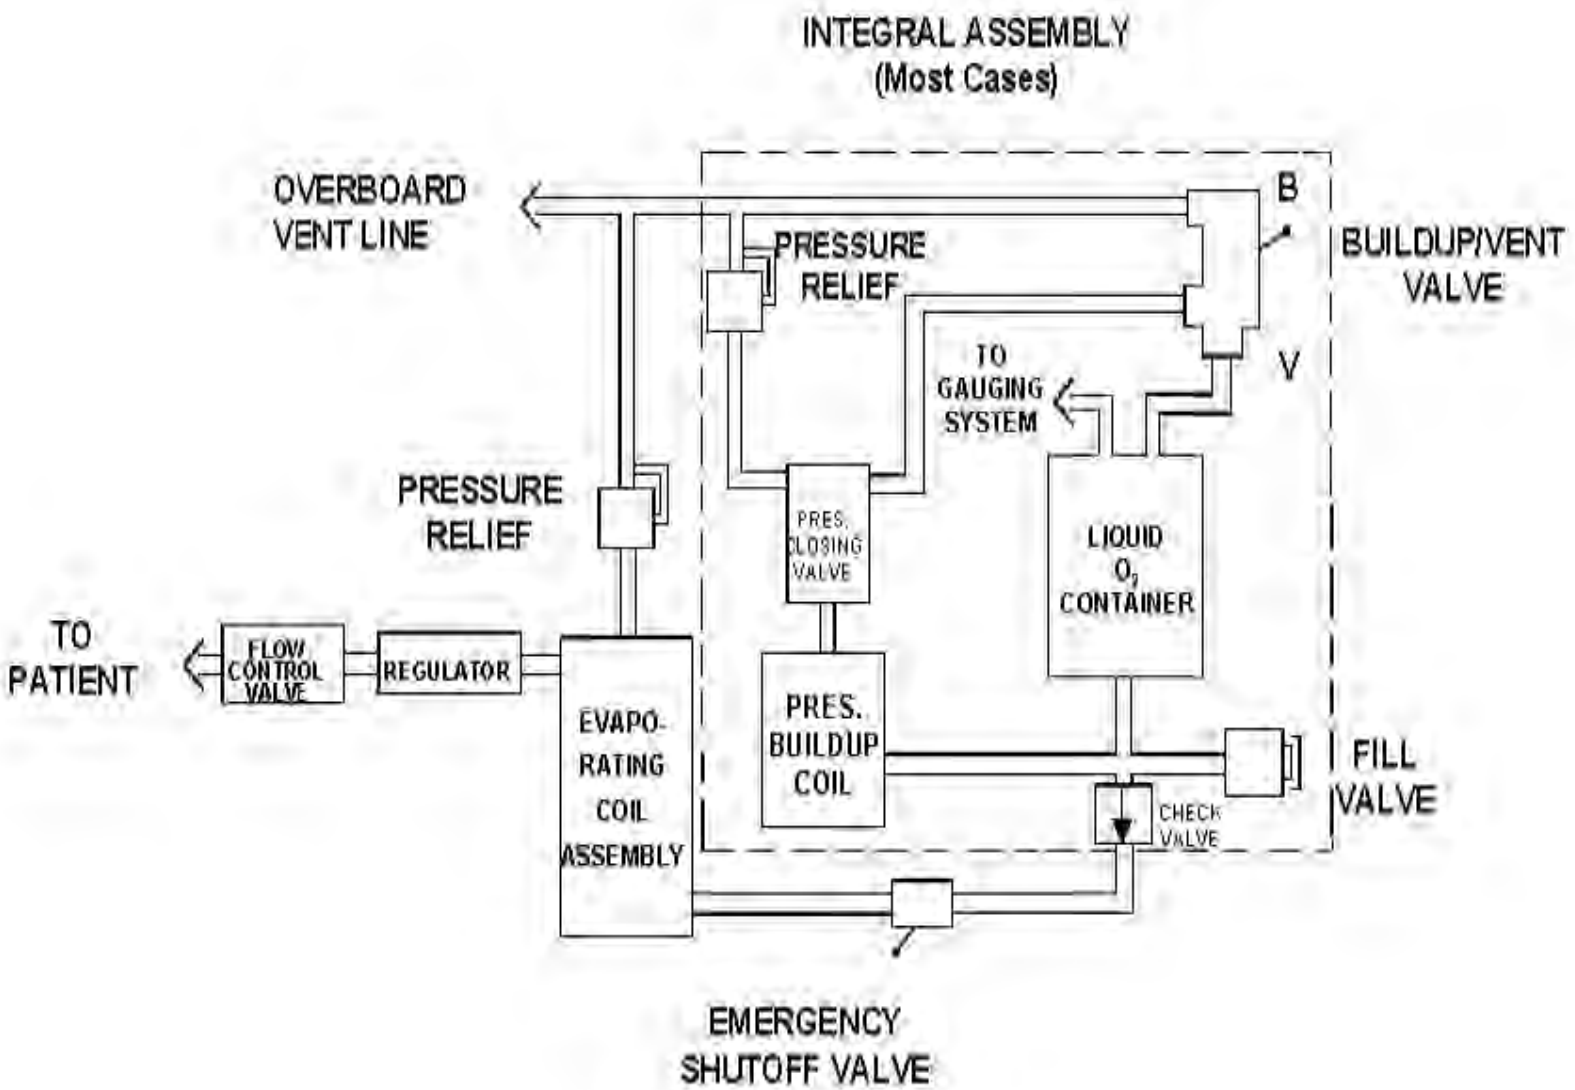 INTEGRAL ASSEMBLY
(Most Cases)
OVERBOARD
VENT LINE
B
BUILDUP/VENT
VALVE
PRESSURE
RELIEF
TO
GAUGING
SYSTEM
V
PRESSURE
RELIEF
PRES.
CLOSING
VALVE
LIQUID
O2
CONTAINER
TO
PATIENT
FLOW
CONTROL
VALVE
REGULATOR
EVAPO-
RATING
COIL
ASSEMBLY
PRES.
BUILDUP
COIL
FILL
VALVE
CHECK
VALVE
EMERGENCY
SHUTOFF VALVE